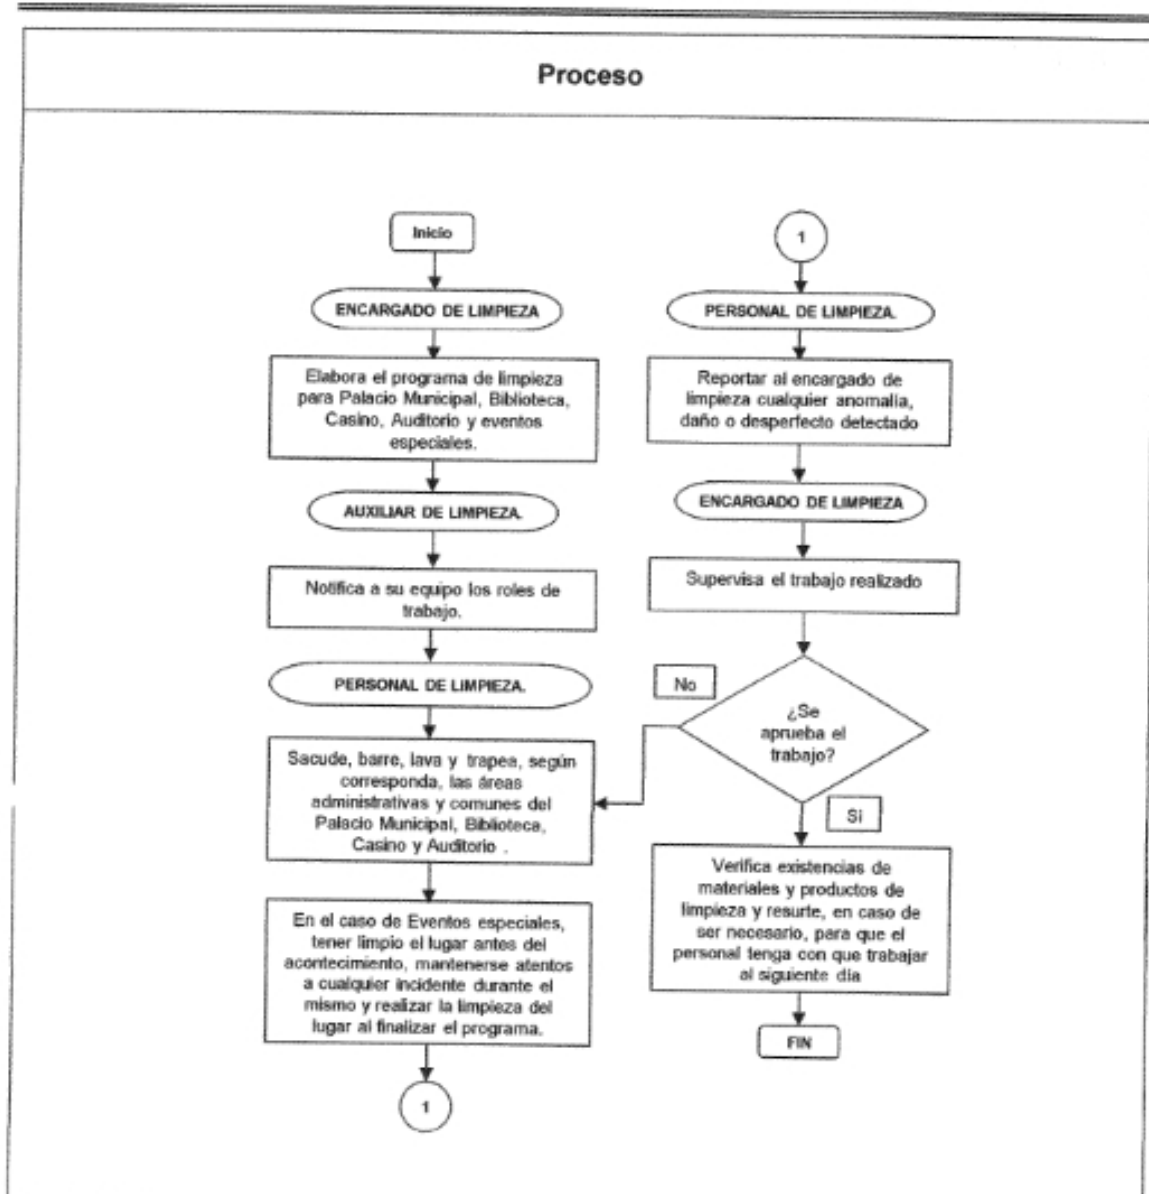 Proceso
Inicio
ENCARGADO DE LIMPIEZA
Elabora el programa de limpieza
para Palacio Municipal, Biblioteca,
Casino, Auditorio y eventos
especiales.
AUXILIAR DE LIMPIEZA.
Notifica a su equipo los roles de
trabajo.
PERSONAL DE LIMPIEZA.
Sacude, barre, lava y trapea, según
corresponda, las áreas
administrativas y comunes del
Palacio Municipal, Biblioteca,
Casino y Auditorio .
En el caso de Eventos especiales,
tener limpio el lugar antes del
acontecimiento, mantenerse atentos
a cualquier incidente durante el
mismo y realizar la limpieza del
lugar al finalizar el programa.
1
1
PERSONAL DE LIMPIEZA.
Reportar al encargado de
limpieza cualquier anomalía,
daño o desperfecto detectado
ENCARGADO DE LIMPIEZA
Supervisa el trabajo realizado
No
¿Se
aprueba el
trabajo?
Si
Verifica existencias de
materiales y productos de
limpieza y resurte, en caso de
ser necesario, para que el
personal tenga con que trabajar
al siguiente día
FIN